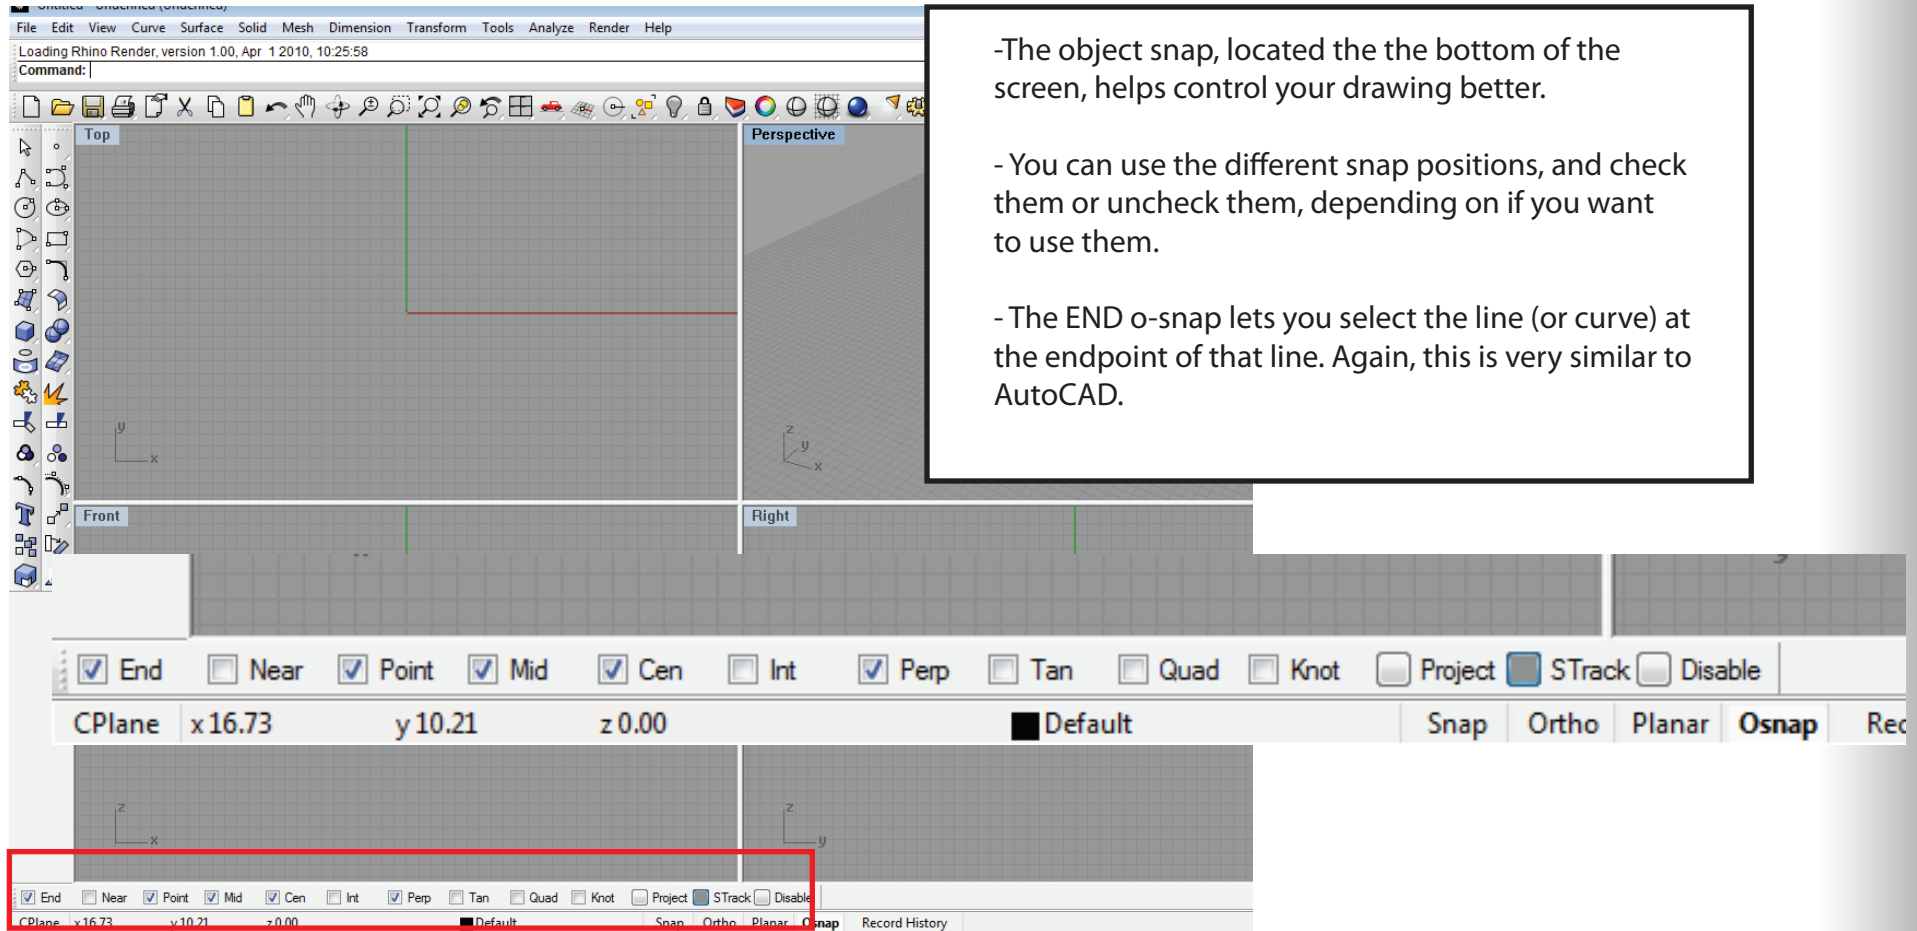 Untitled - Undefined (Undefined)
File Edit View Curve Surface Solid Mesh Dimension Transform Tools Analyze Render Help
Loading Rhino Render, version 1.00, Apr 1 2010, 10:25:58
Command:
Top
Perspective
-The object snap, located the the bottom of the
screen, helps control your drawing better.
- You can use the different snap positions, and check
them or uncheck them, depending on if you want
to use them.
- The END o-snap lets you select the line (or curve) at
the endpoint of that line. Again, this is very similar to
AutoCAD.
y
x
z
y
x
Front
Right
End Near Point Mid Cen Int Perp Tan Quad Knot Project STrack Disable
CPlane x 16.73 y 10.21 z 0.00 Default Snap Ortho Planar Osnap Rec
z
x
z
y
End Near Point Mid Cen Int Perp Tan Quad Knot Project STrack Disable
CPlane x 16.73 y 10.21 z 0.00 Default Snap Ortho Planar Osnap Record History